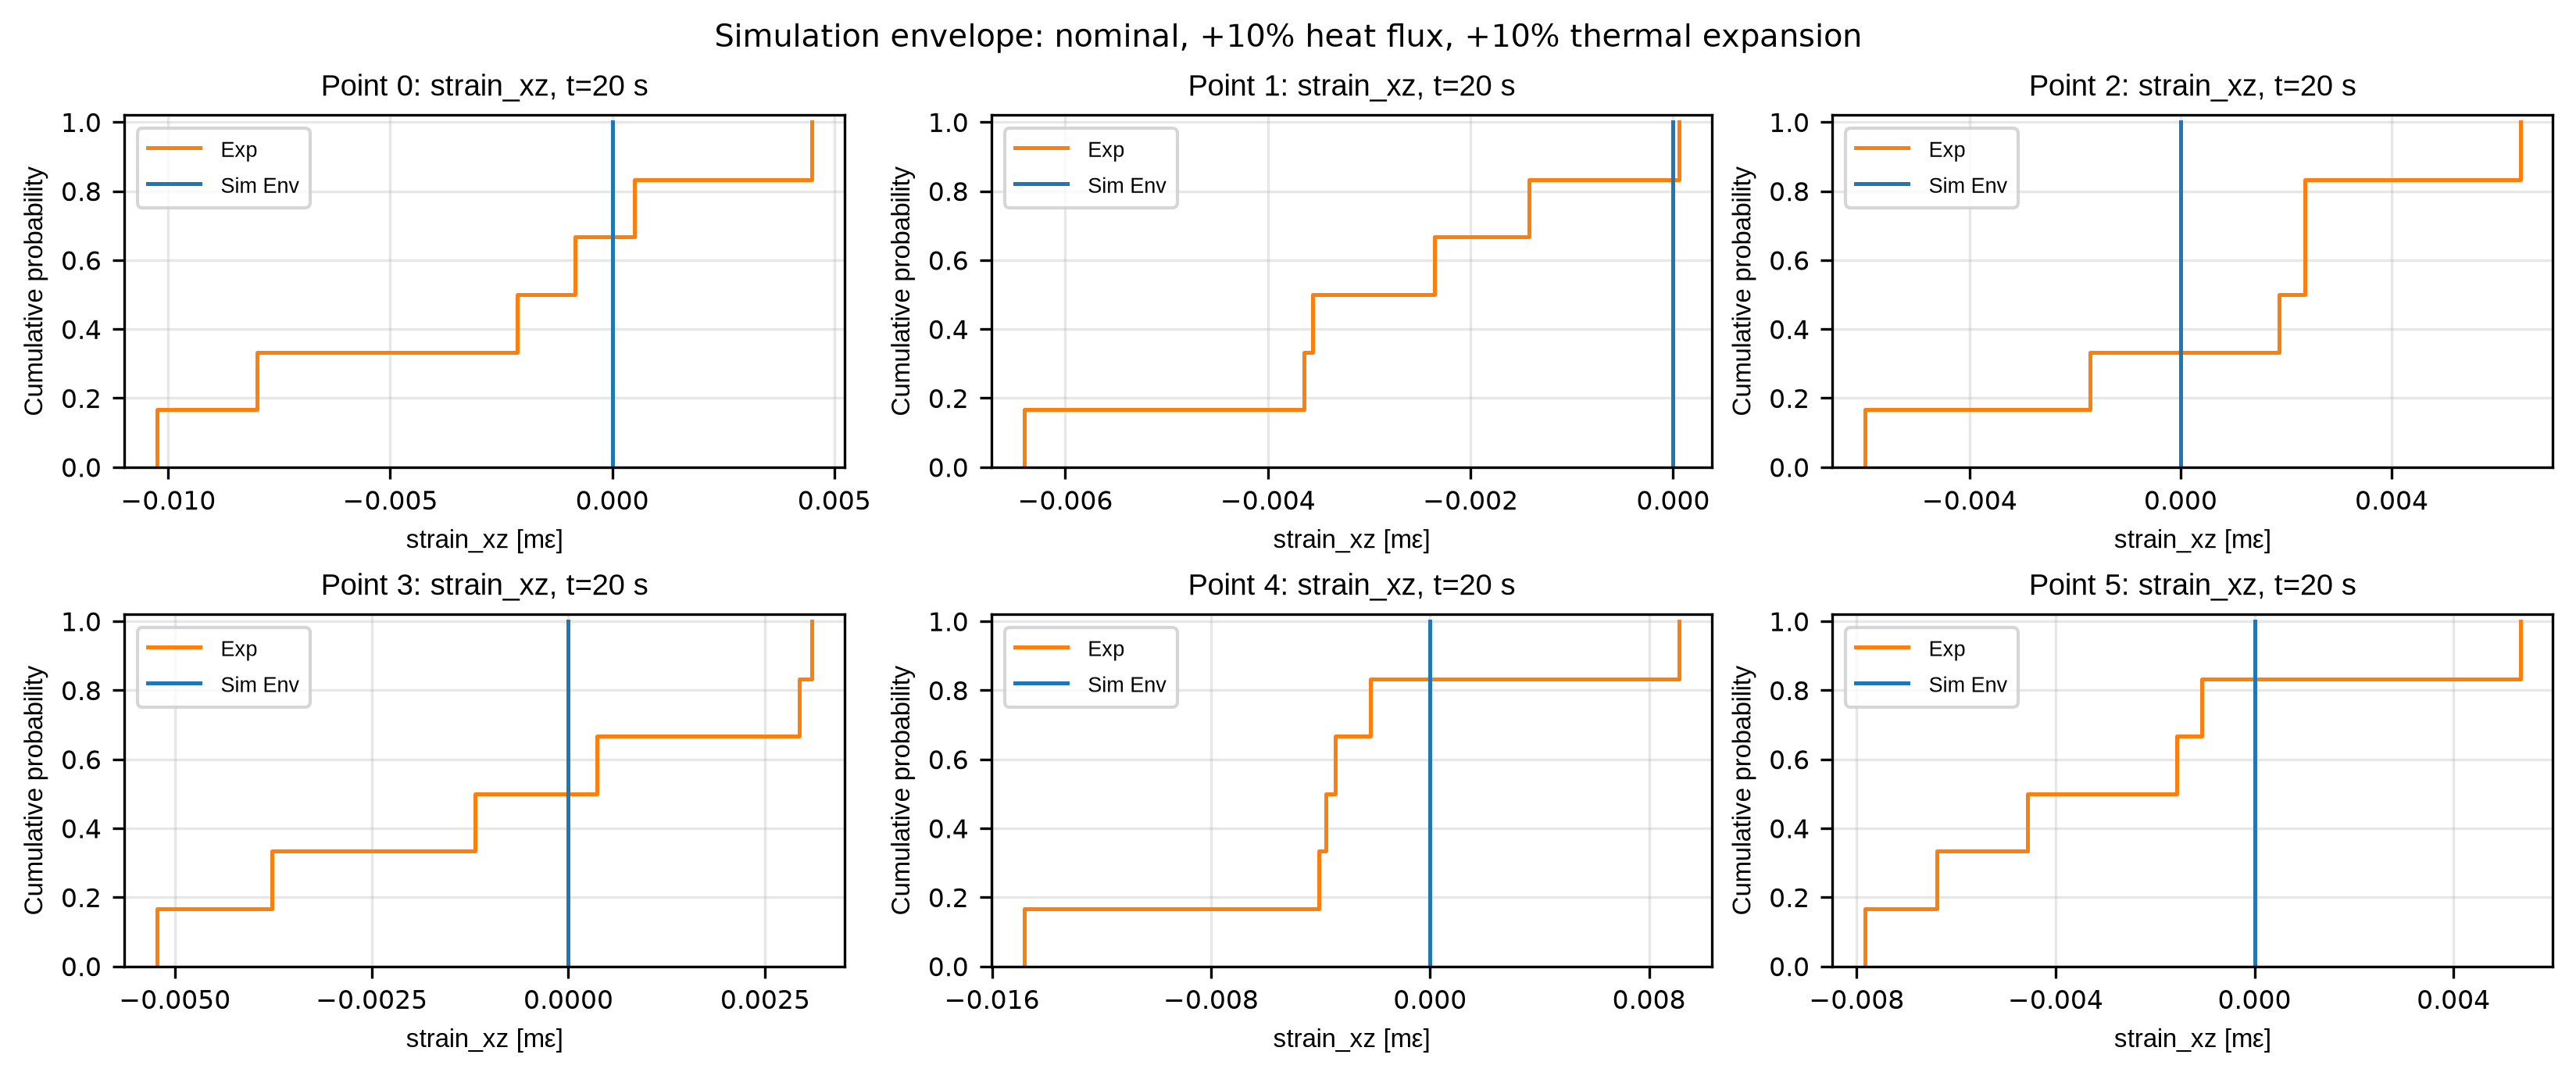 Simulation envelope: nominal, +10% heat flux, +10% thermal expansion
Point 0: strain_xz, t=20 s
Cumulative probability
1.0
0.8
0.6
0.4
0.2
0.0
Exp
Sim Env
−0.010
−0.005
0.000
0.005
strain_xz [mε]
Point 1: strain_xz, t=20 s
Cumulative probability
1.0
0.8
0.6
0.4
0.2
0.0
Exp
Sim Env
−0.006
−0.004
−0.002
0.000
strain_xz [mε]
Point 2: strain_xz, t=20 s
Cumulative probability
1.0
0.8
0.6
0.4
0.2
0.0
Exp
Sim Env
−0.004
0.000
0.004
strain_xz [mε]
Point 3: strain_xz, t=20 s
Cumulative probability
1.0
0.8
0.6
0.4
0.2
0.0
Exp
Sim Env
−0.0050
−0.0025
0.0000
0.0025
strain_xz [mε]
Point 4: strain_xz, t=20 s
Cumulative probability
1.0
0.8
0.6
0.4
0.2
0.0
Exp
Sim Env
−0.016
−0.008
0.000
0.008
strain_xz [mε]
Point 5: strain_xz, t=20 s
Cumulative probability
1.0
0.8
0.6
0.4
0.2
0.0
Exp
Sim Env
−0.008
−0.004
0.000
0.004
strain_xz [mε]